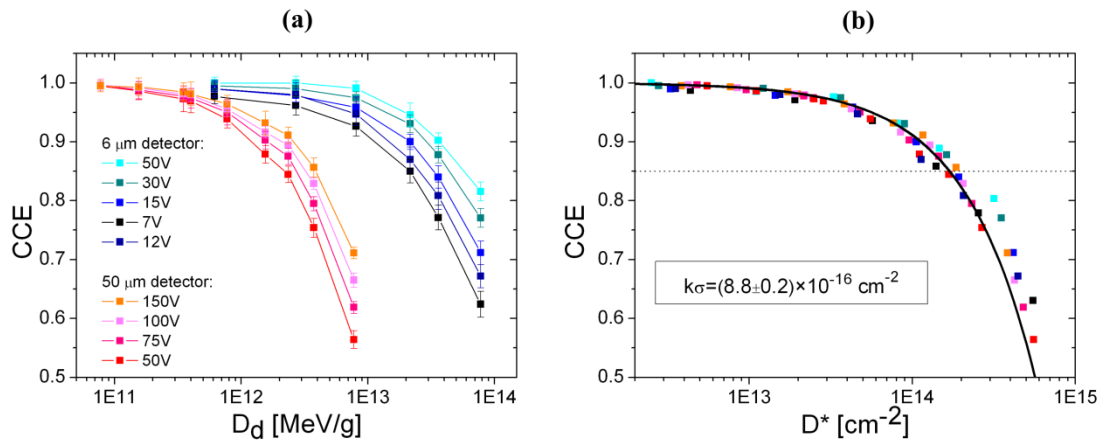 (a)
CCE
1.0
0.9
0.8
0.7
0.6
0.5
6 μm detector:
50V
30V
15V
7V
12V
50 μm detector:
150V
100V
75V
50V
1E11 1E12 1E13 1E14
D_d [MeV/g]
(b)
CCE
1.0
0.9
0.8
0.7
0.6
0.5
kσ=(8.8±0.2)×10⁻¹⁶ cm⁻²
1E13 1E14 1E15
D* [cm⁻²]